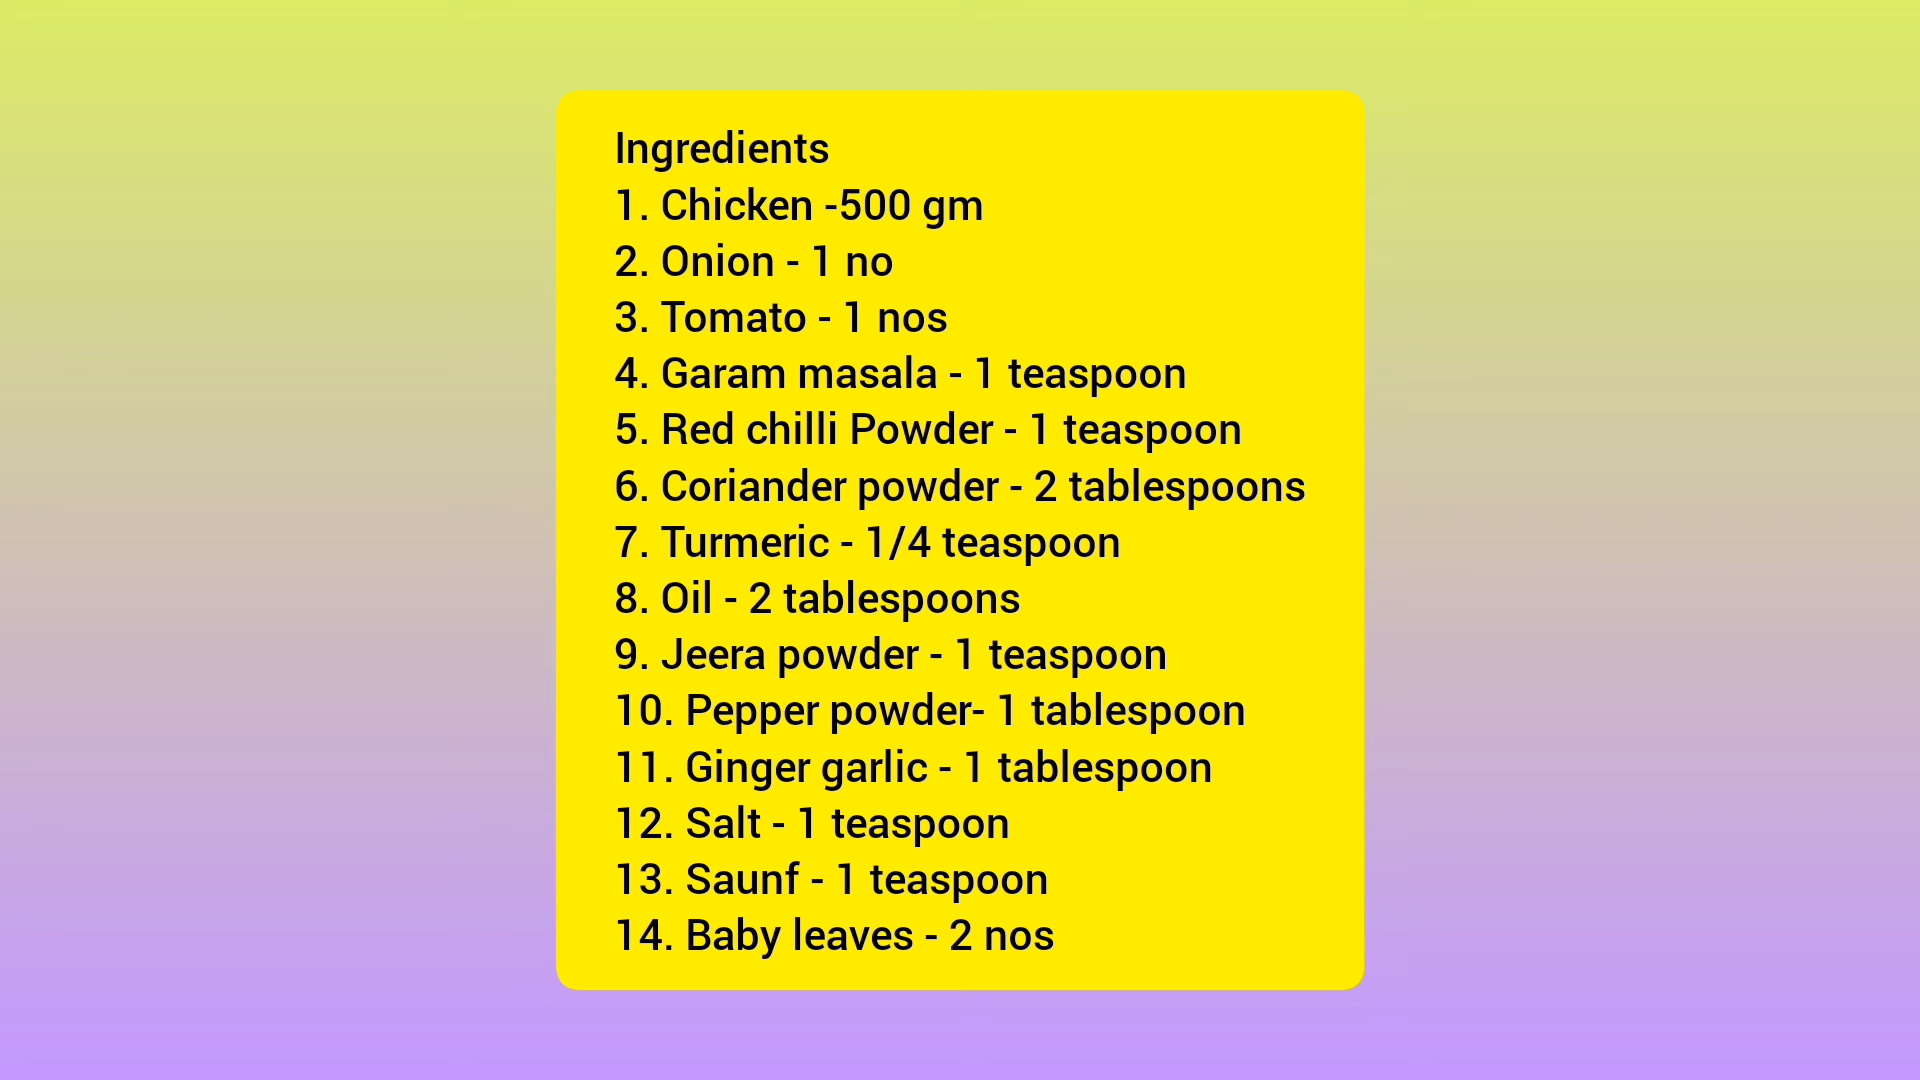 Ingredients
1. Chicken -500 gm
2. Onion - 1 no
3. Tomato - 1 nos
4. Garam masala - 1 teaspoon
5. Red chilli Powder - 1 teaspoon
6. Coriander powder - 2 tablespoons
7. Turmeric - 1/4 teaspoon
8. Oil - 2 tablespoons
9. Jeera powder - 1 teaspoon
10. Pepper powder- 1 tablespoon
11. Ginger garlic - 1 tablespoon
12. Salt - 1 teaspoon
13. Saunf - 1 teaspoon
14. Baby leaves - 2 nos